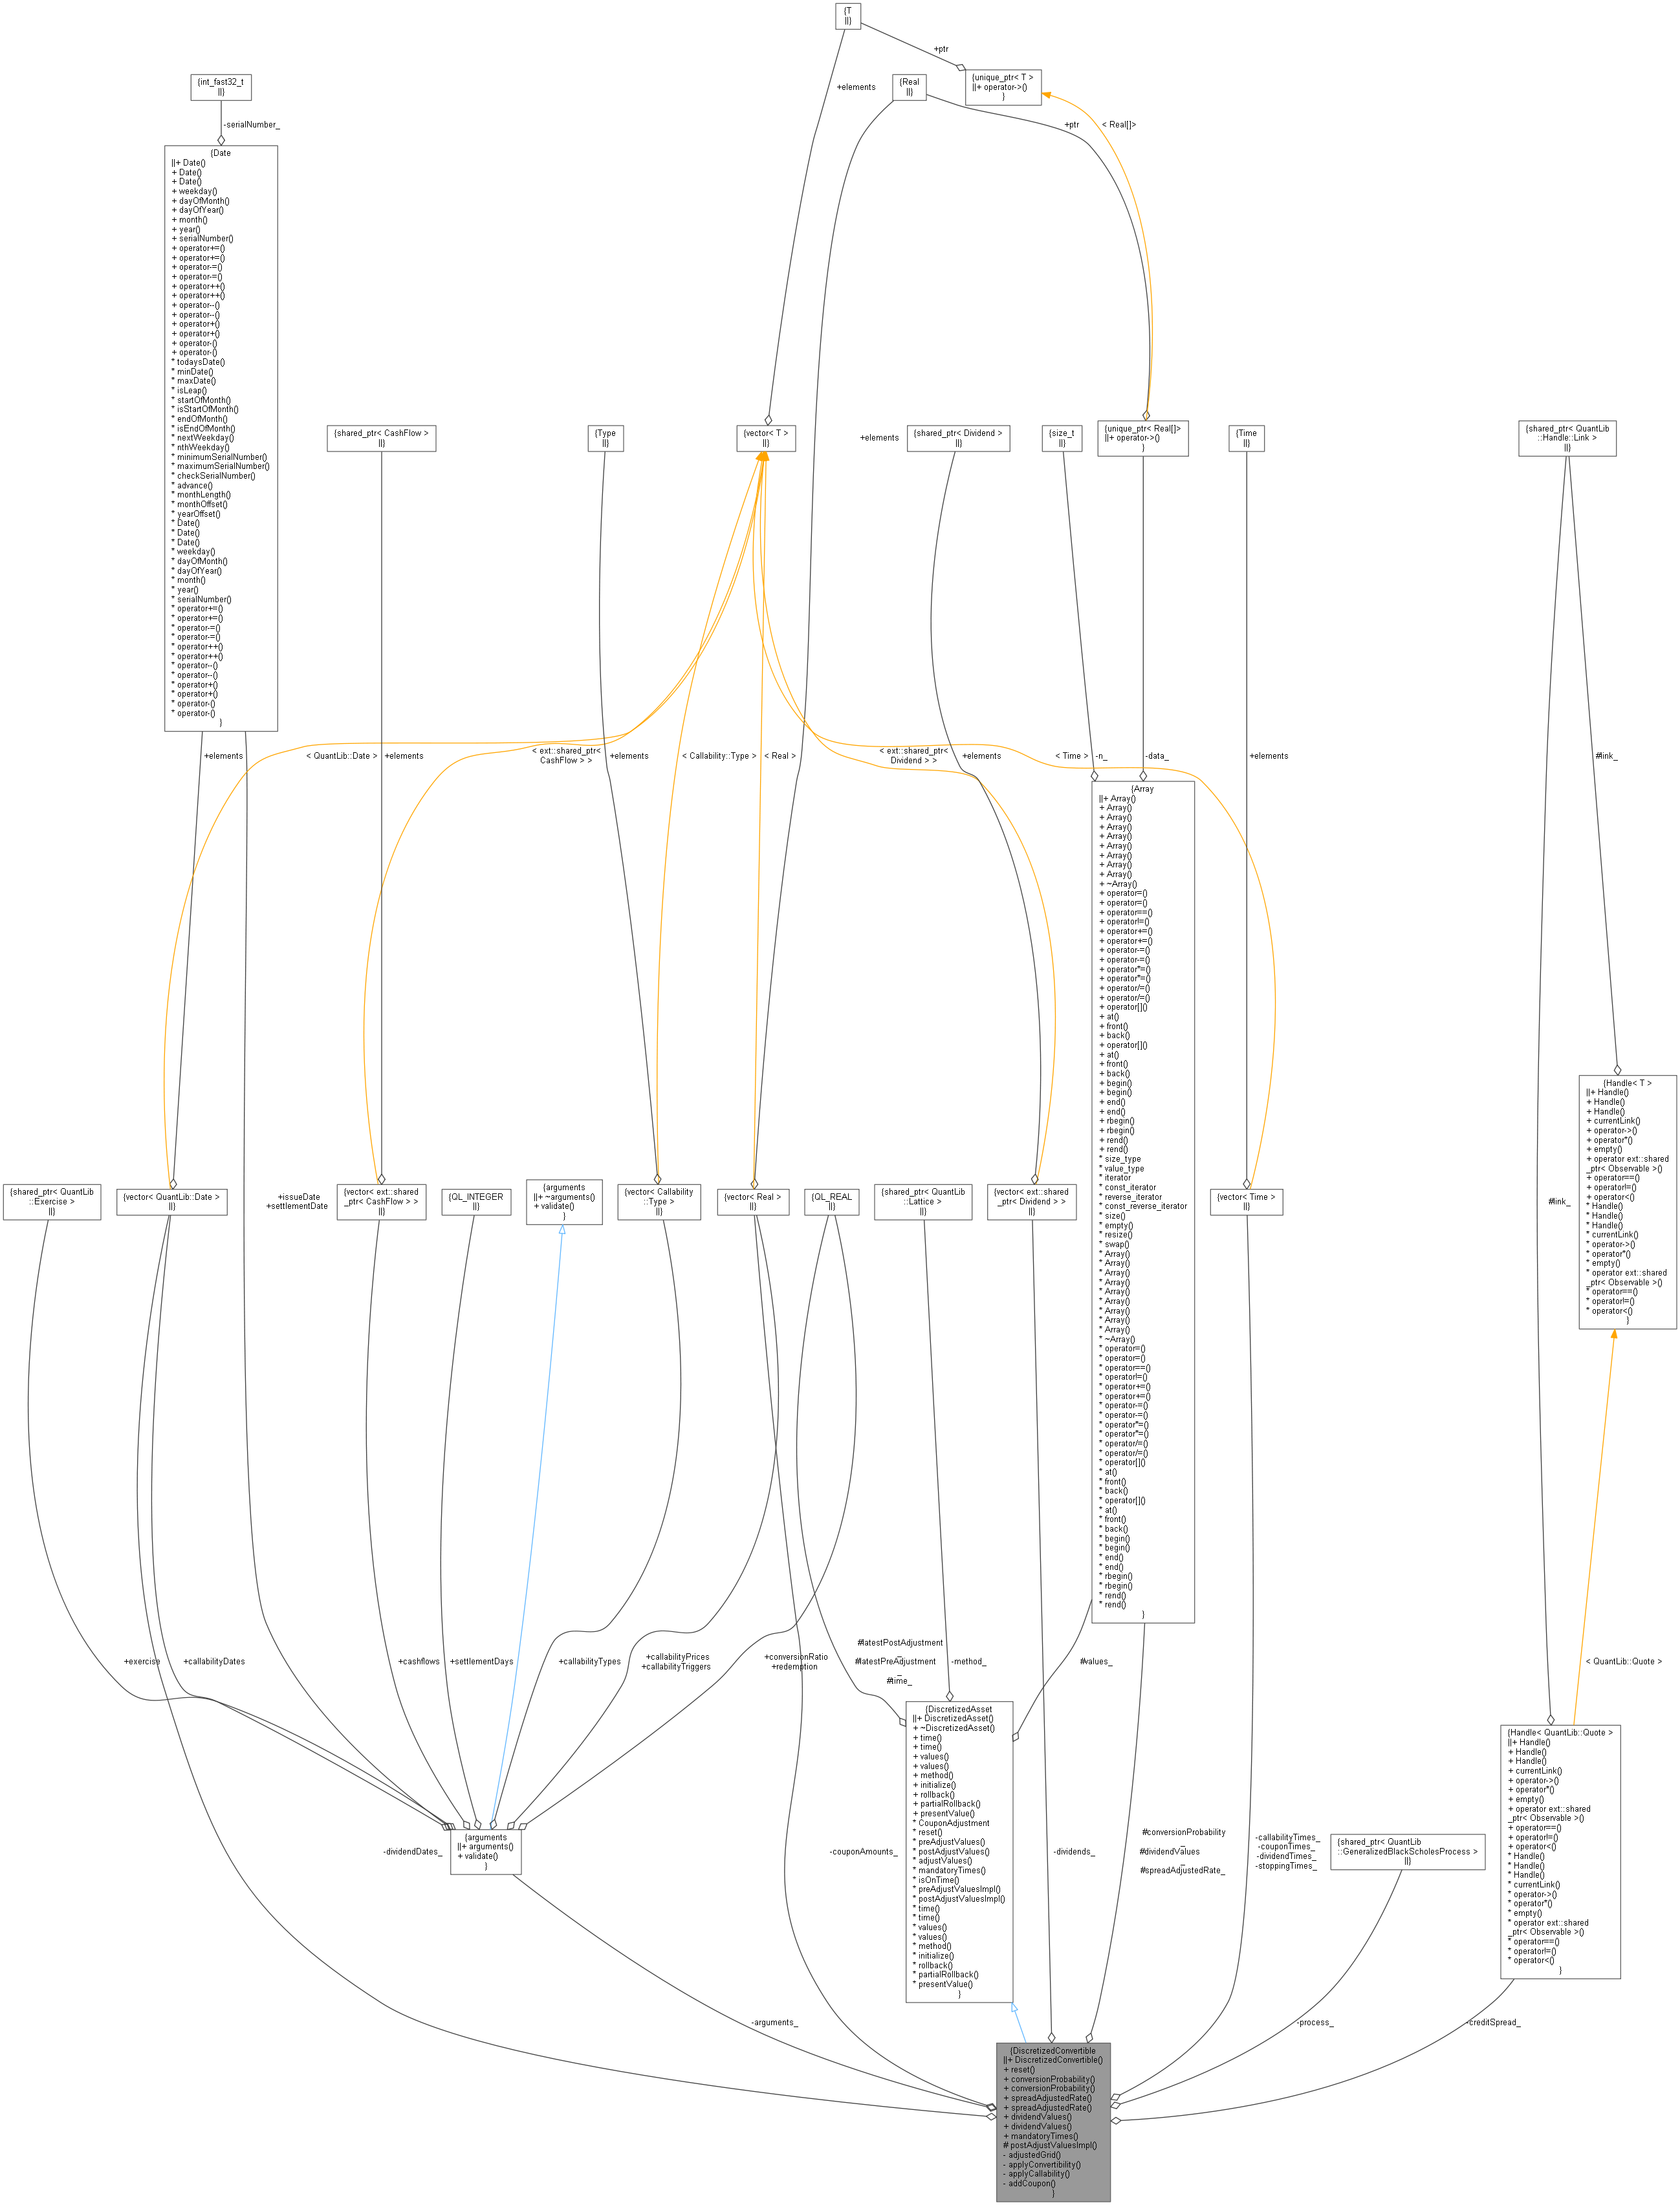 {T
||}
+ptr
{int_fast32_t
||}
{Real
||}
{unique_ptr< T >
||+ operator->()
}
+elements
-serialNumber_
+ptr
< Real[]>
{Date
||+ Date()
+ Date()
+ Date()
+ weekday()
+ dayOfMonth()
+ dayOfYear()
+ month()
+ year()
+ serialNumber()
+ operator+=()
+ operator+=()
+ operator-=()
+ operator-=()
+ operator++()
+ operator++()
+ operator--()
+ operator--()
+ operator+()
+ operator+()
+ operator-()
+ operator-()
* todaysDate()
* minDate()
* maxDate()
* isLeap()
* startOfMonth()
* isStartOfMonth()
* endOfMonth()
* isEndOfMonth()
* nextWeekday()
* nthWeekday()
* minimumSerialNumber()
* maximumSerialNumber()
* checkSerialNumber()
* advance()
* monthLength()
* monthOffset()
* yearOffset()
* Date()
* Date()
* Date()
* weekday()
* dayOfMonth()
* dayOfYear()
* month()
* year()
* serialNumber()
* operator+=()
* operator+=()
* operator-=()
* operator-=()
* operator++()
* operator++()
* operator--()
* operator--()
* operator+()
* operator+()
* operator-()
* operator-()
}
{shared_ptr< CashFlow >
||}
{Type
||}
{vector< T >
||}
+elements
{shared_ptr< Dividend >
||}
{size_t
||}
{unique_ptr< Real[]>
||+ operator->()
}
{Time
||}
{shared_ptr< QuantLib
::Handle::Link >
||}
+elements
< QuantLib::Date >
+elements
< ext::shared_ptr<
CashFlow > >
+elements
< Callability::Type >
< Real >
< ext::shared_ptr<
Dividend > >
+elements
< Time >
-n_
-data_
+elements
#link_
{Array
||+ Array()
+ Array()
+ Array()
+ Array()
+ Array()
+ Array()
+ Array()
+ Array()
+ Array()
+ ~Array()
+ operator=()
+ operator=()
+ operator==()
+ operator!=()
+ operator+=()
+ operator+=()
+ operator-=()
+ operator-=()
+ operator*=()
+ operator*=()
+ operator/=()
+ operator/=()
+ operator[]()
+ at()
+ front()
+ back()
+ operator[]()
+ at()
+ front()
+ back()
+ begin()
+ begin()
+ end()
+ end()
+ rbegin()
+ rbegin()
+ rend()
+ rend()
* size_type
* value_type
* iterator
* const_iterator
* reverse_iterator
* const_reverse_iterator
* size()
* empty()
* resize()
* swap()
* Array()
* Array()
* Array()
* Array()
* Array()
* Array()
* Array()
* Array()
* Array()
* ~Array()
* operator=()
* operator=()
* operator==()
* operator!=()
* operator+=()
* operator+=()
* operator-=()
* operator-=()
* operator*=()
* operator*=()
* operator/=()
* operator/=()
* operator[]()
* at()
* front()
* back()
* operator[]()
* at()
* front()
* back()
* begin()
* begin()
* end()
* end()
* rbegin()
* rbegin()
* rend()
* rend()
}
{Handle< T >
||+ Handle()
+ Handle()
+ Handle()
+ currentLink()
+ operator->()
+ operator*()
+ empty()
+ operator ext::shared
_ptr< Observable >()
+ operator==()
+ operator!=()
+ operator<()
* Handle()
* Handle()
* Handle()
* currentLink()
* operator->()
* operator*()
* empty()
* operator ext::shared
_ptr< Observable >()
* operator==()
* operator!=()
* operator<()
}
{shared_ptr< QuantLib
::Exercise >
||}
{vector< QuantLib::Date >
||}
+issueDate
+settlementDate
{vector< ext::shared
_ptr< CashFlow > >
||}
{QL_INTEGER
||}
{arguments
||+ ~arguments()
+ validate()
}
{vector< Callability
::Type >
||}
{vector< Real >
||}
{QL_REAL
||}
{shared_ptr< QuantLib
::Lattice >
||}
{vector< ext::shared
_ptr< Dividend > >
||}
{vector< Time >
||}
#link_
+exercise
+callabilityDates
+cashflows
+settlementDays
+callabilityTypes
+callabilityPrices
+callabilityTriggers
+conversionRatio
+redemption
#latestPostAdjustment
_
#latestPreAdjustment
_
#time_
-method_
#values_
< QuantLib::Quote >
{DiscretizedAsset
||+ DiscretizedAsset()
+ ~DiscretizedAsset()
+ time()
+ time()
+ values()
+ values()
+ method()
+ initialize()
+ rollback()
+ partialRollback()
+ presentValue()
* CouponAdjustment
* reset()
* preAdjustValues()
* postAdjustValues()
* adjustValues()
* mandatoryTimes()
* isOnTime()
* preAdjustValuesImpl()
* postAdjustValuesImpl()
* time()
* time()
* values()
* values()
* method()
* initialize()
* rollback()
* partialRollback()
* presentValue()
}
{Handle< QuantLib::Quote >
||+ Handle()
+ Handle()
+ Handle()
+ currentLink()
+ operator->()
+ operator*()
+ empty()
+ operator ext::shared
_ptr< Observable >()
+ operator==()
+ operator!=()
+ operator<()
* Handle()
* Handle()
* Handle()
* currentLink()
* operator->()
* operator*()
* empty()
* operator ext::shared
_ptr< Observable >()
* operator==()
* operator!=()
* operator<()
}
-dividendDates_
{arguments
||+ arguments()
+ validate()
}
-couponAmounts_
-dividends_
#conversionProbability
_
#dividendValues
_
#spreadAdjustedRate_
-callabilityTimes_
-couponTimes_
-dividendTimes_
-stoppingTimes_
{shared_ptr< QuantLib
::GeneralizedBlackScholesProcess >
||}
-arguments_
-process_
-creditSpread_
{DiscretizedConvertible
||+ DiscretizedConvertible()
+ reset()
+ conversionProbability()
+ conversionProbability()
+ spreadAdjustedRate()
+ spreadAdjustedRate()
+ dividendValues()
+ dividendValues()
+ mandatoryTimes()
# postAdjustValuesImpl()
- adjustedGrid()
- applyConvertibility()
- applyCallability()
- addCoupon()
}